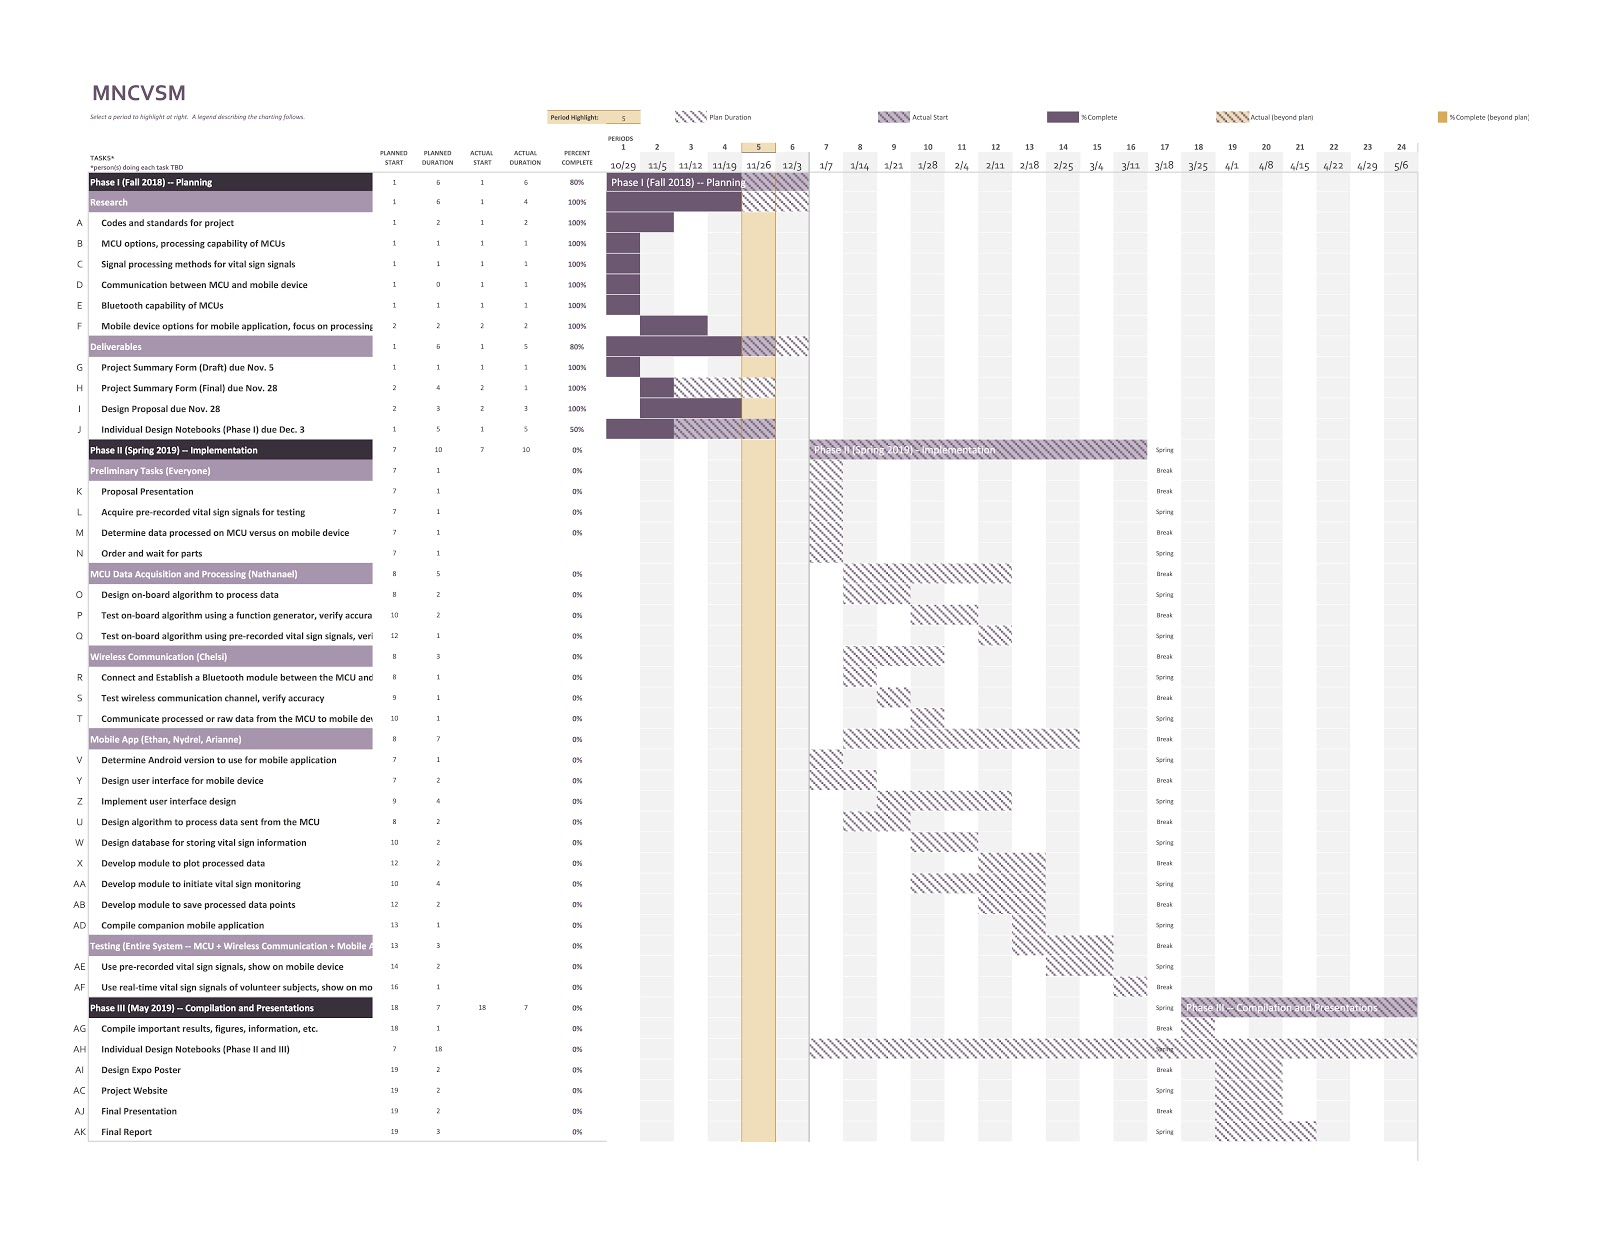 MNCVSM
Select a period to highlight at right. A legend describing the charting follows.
Period Highlight: 5 Plan Duration Actual Start % Complete Actual (beyond plan) % Complete (beyond plan)
PERIODS
TASKS*
*person(s) doing each task TBD
PLANNED START PLANNED DURATION ACTUAL START ACTUAL DURATION PERCENT COMPLETE
1 2 3 4 5 6 7 8 9 10 11 12 13 14 15 16 17 18 19 20 21 22 23 24
10/29 11/5 11/12 11/19 11/26 12/3 1/7 1/14 1/21 1/28 2/4 2/11 2/18 2/25 3/4 3/11 3/18 3/25 4/1 4/8 4/15 4/22 4/29 5/6
Phase I (Fall 2018) -- Planning 1 6 1 6 80% Phase I (Fall 2018) -- Planning
Research 1 6 1 4 100%
A Codes and standards for project 1 2 1 2 100%
B MCU options, processing capability of MCUs 1 1 1 1 100%
C Signal processing methods for vital sign signals 1 1 1 1 100%
D Communication between MCU and mobile device 1 0 1 1 100%
E Bluetooth capability of MCUs 1 1 1 1 100%
F Mobile device options for mobile application, focus on processing 2 2 2 2 100%
Deliverables 1 6 1 5 80%
G Project Summary Form (Draft) due Nov. 5 1 1 1 1 100%
H Project Summary Form (Final) due Nov. 28 2 4 2 1 100%
I Design Proposal due Nov. 28 2 3 2 3 100%
J Individual Design Notebooks (Phase I) due Dec. 3 1 5 1 5 50%
Phase II (Spring 2019) -- Implementation 7 10 7 10 0% Phase II (Spring 2019) - Implementation Spring
Preliminary Tasks (Everyone) 7 1 0% Break
K Proposal Presentation 7 1 0% Break
L Acquire pre-recorded vital sign signals for testing 7 1 0% Spring
M Determine data processed on MCU versus on mobile device 7 1 0% Break
N Order and wait for parts 7 1 Spring
MCU Data Acquisition and Processing (Nathanael) 8 5 0% Break
O Design on-board algorithm to process data 8 2 0% Spring
P Test on-board algorithm using a function generator, verify accura 10 2 0% Break
Q Test on-board algorithm using pre-recorded vital sign signals, veri 12 1 0% Spring
Wireless Communication (Chelsi) 8 3 0% Break
R Connect and Establish a Bluetooth module between the MCU and 8 1 0% Spring
S Test wireless communication channel, verify accuracy 9 1 0% Break
T Communicate processed or raw data from the MCU to mobile dev 10 1 0% Spring
Mobile App (Ethan, Nydrel, Arianne) 8 7 0% Break
V Determine Android version to use for mobile application 7 1 0% Spring
Y Design user interface for mobile device 7 2 0% Break
Z Implement user interface design 9 4 0% Spring
U Design algorithm to process data sent from the MCU 8 2 0% Break
W Design database for storing vital sign information 10 2 0% Spring
X Develop module to plot processed data 12 2 0% Break
AA Develop module to initiate vital sign monitoring 10 4 0% Spring
AB Develop module to save processed data points 12 2 0% Break
AD Compile companion mobile application 13 1 0% Spring
Testing (Entire System -- MCU + Wireless Communication + Mobile A 13 3 0% Break
AE Use pre-recorded vital sign signals, show on mobile device 14 2 0% Spring
AF Use real-time vital sign signals of volunteer subjects, show on mo 16 1 0% Break
Phase III (May 2019) -- Compilation and Presentations 18 7 18 7 0% Spring Phase III -- Compilation and Presentations
AG Compile important results, figures, information, etc. 18 1 0% Break
AH Individual Design Notebooks (Phase II and III) 7 18 0% Spring
AI Design Expo Poster 19 2 0% Break
AC Project Website 19 2 0% Spring
AJ Final Presentation 19 2 0% Break
AK Final Report 19 3 0% Spring